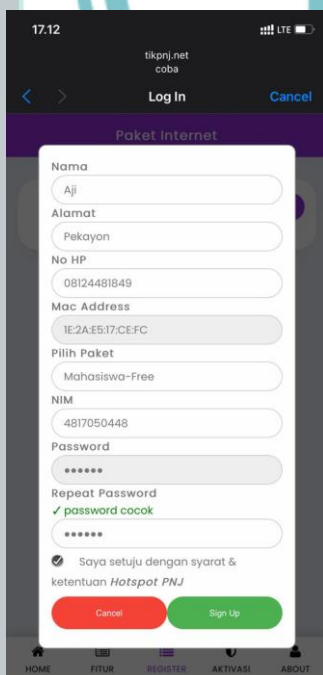 17.12
LTE
tikpnj.net
coba
Log In
Cancel
Paket Internet
Nama
Aji
Alamat
Pekayon
No HP
08124481849
Mac Address
1E:2A:E5:17:CE:FC
Pilih Paket
Mahasiswa-Free
NIM
4817050448
Password
••••••
Repeat Password
✓ password cocok
••••••
Saya setuju dengan syarat &
ketentuan Hotspot PNJ
Cancel
Sign Up
HOME
FITUR
REGISTER
AKTIVASI
ABOUT